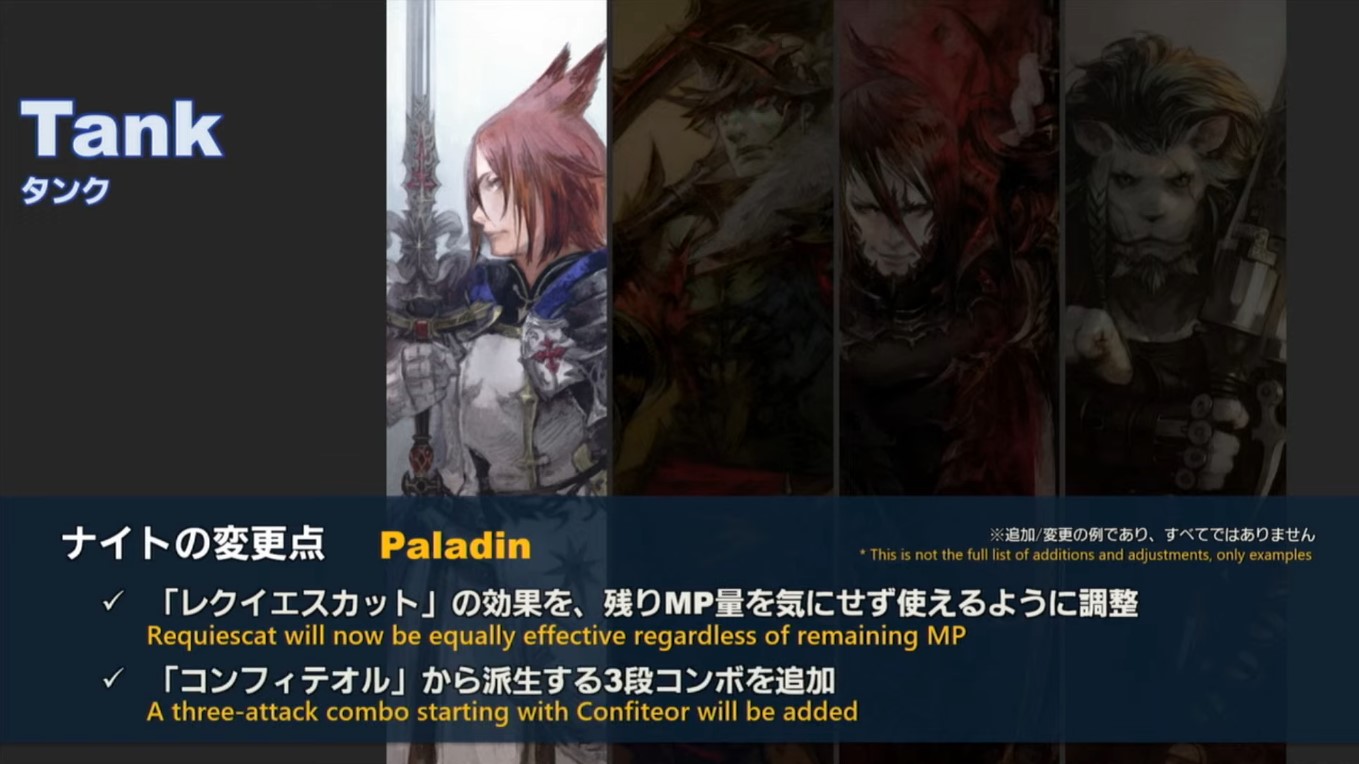 Tank
タンク
ナイトの変更点 Paladin
※追加/変更の例であり、すべてではありません
* This is not the full list of additions and adjustments, only examples
✓ 「レクイエスカット」の効果を、残りMP量を気にせず使えるように調整
Requiescat will now be equally effective regardless of remaining MP
✓ 「コンフィテオル」から派生する3段コンボを追加
A three-attack combo starting with Confiteor will be added